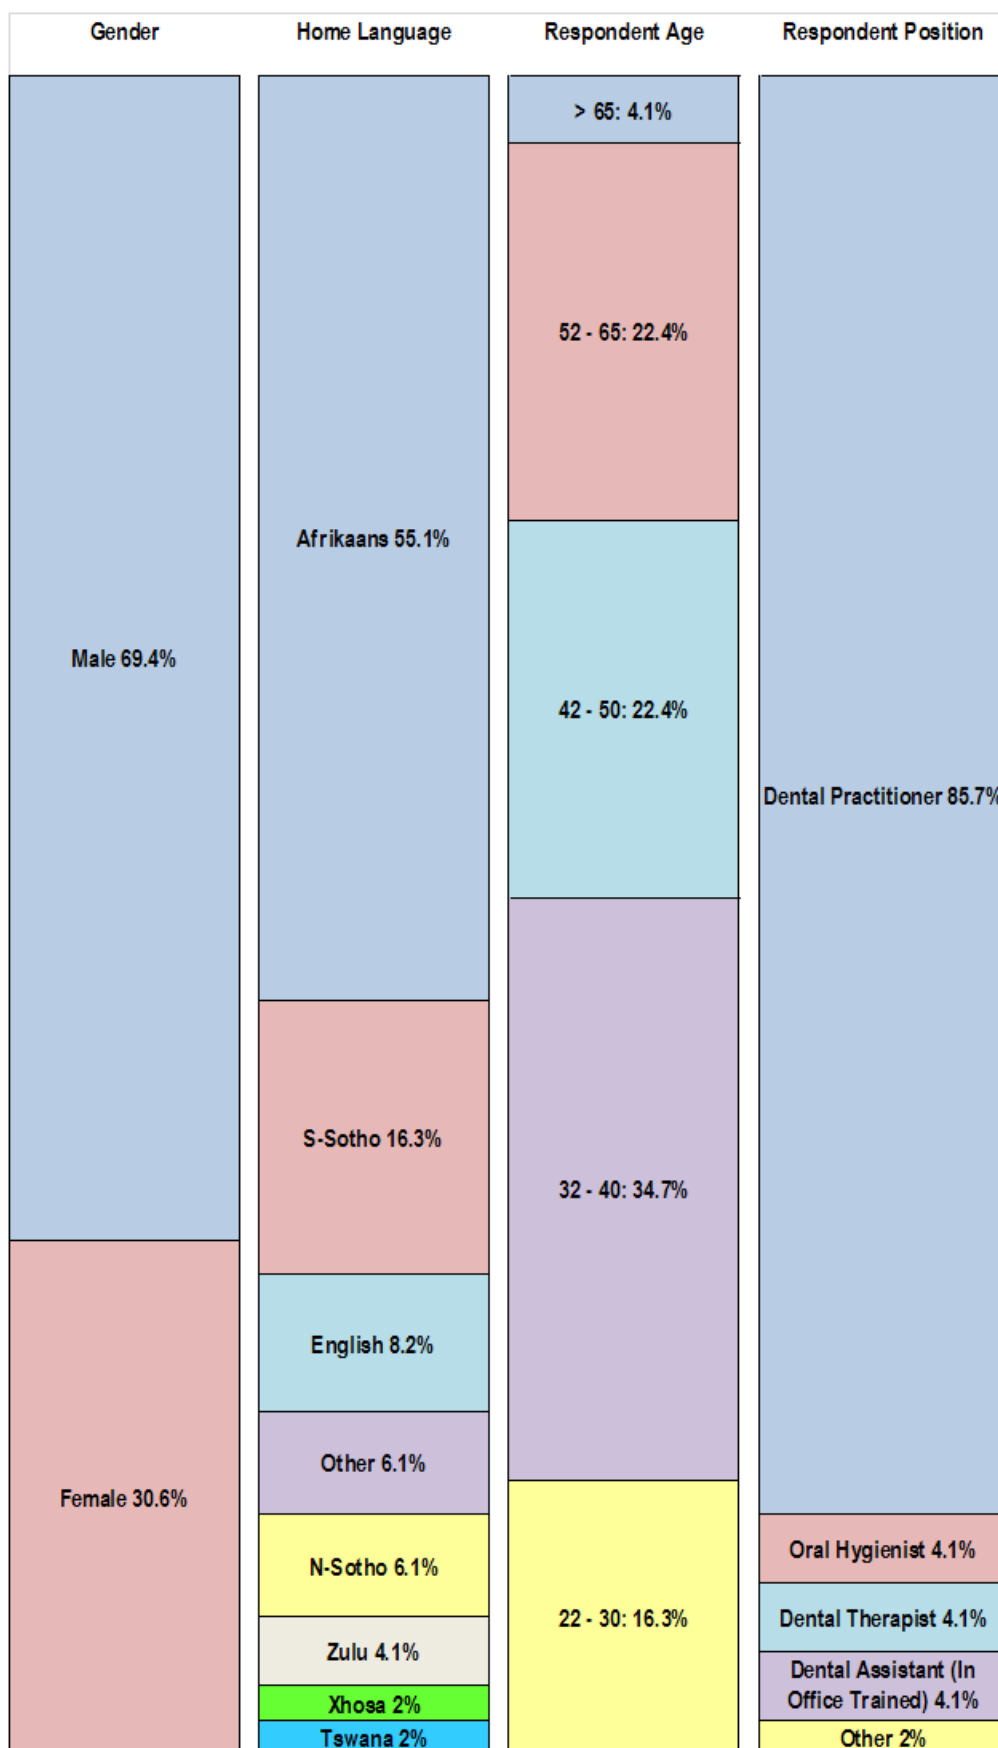 Gender
Home Language
Respondent Age
Respondent Position
Male 69.4%
Female 30.6%
Afrikaans 55.1%
S-Sotho 16.3%
English 8.2%
Other 6.1%
N-Sotho 6.1%
Zulu 4.1%
Xhosa 2%
Tswana 2%
> 65: 4.1%
52 - 65: 22.4%
42 - 50: 22.4%
32 - 40: 34.7%
22 - 30: 16.3%
Dental Practitioner 85.7%
Oral Hygienist 4.1%
Dental Therapist 4.1%
Dental Assistant (In
Office Trained) 4.1%
Other 2%